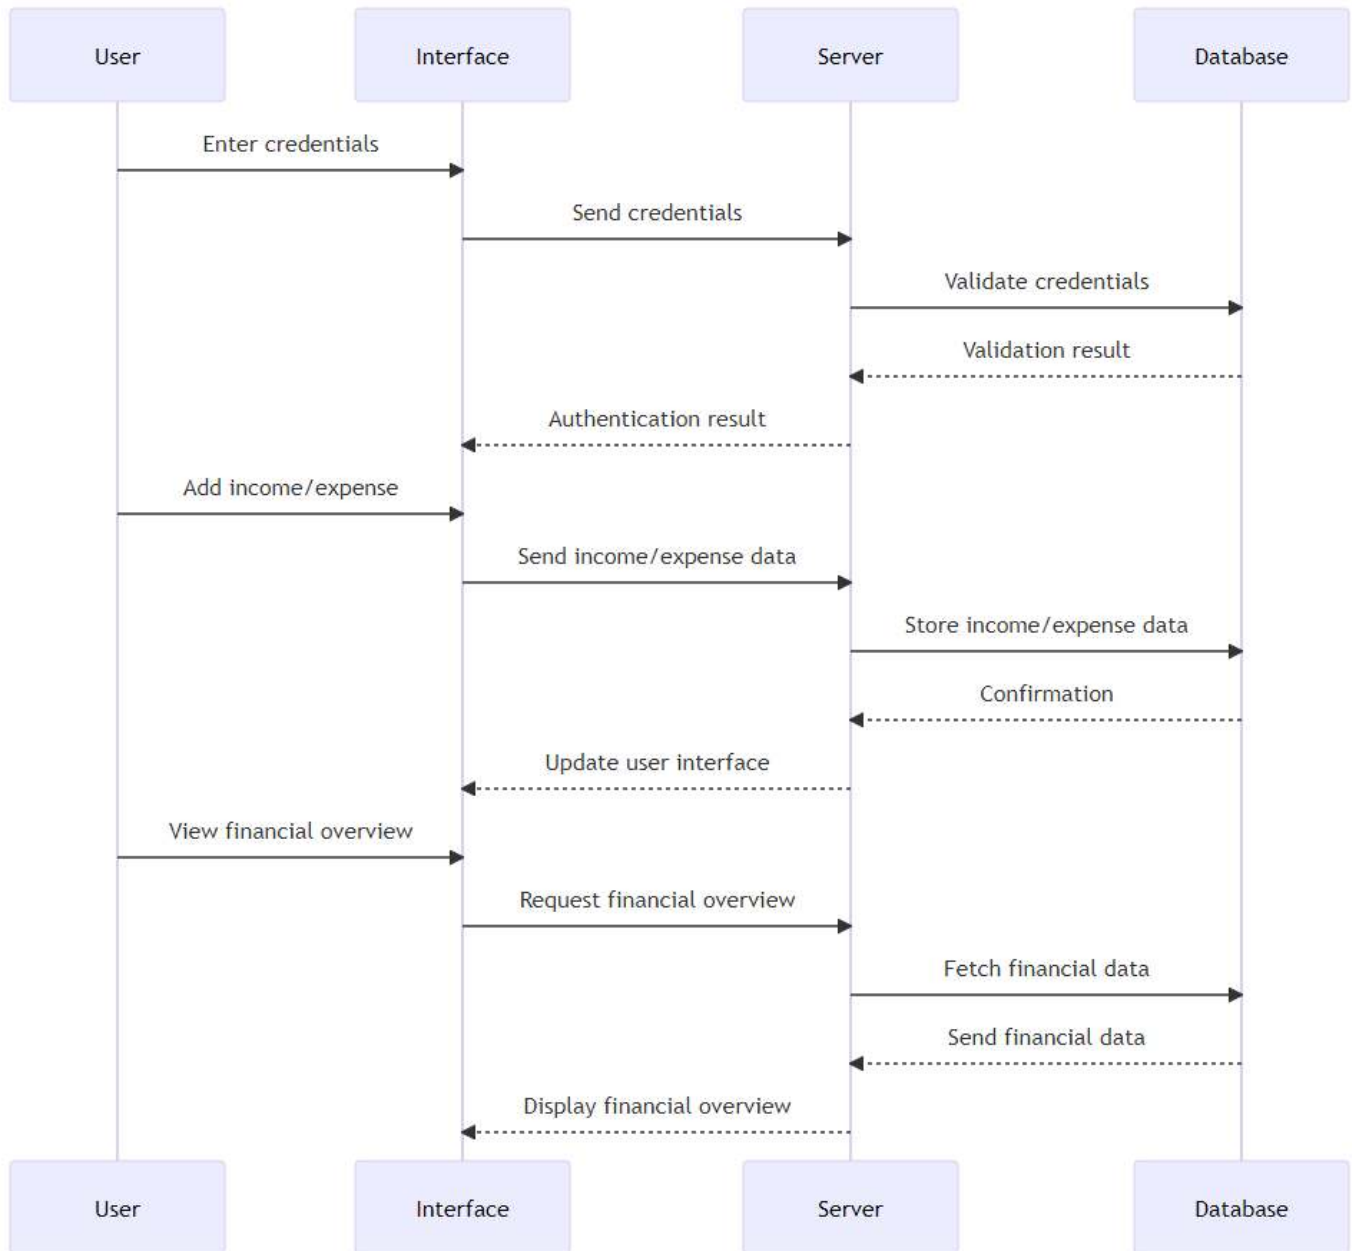 User
Interface
Server
Database
Enter credentials
Send credentials
Validate credentials
Validation result
Authentication result
Add income/expense
Send income/expense data
Store income/expense data
Confirmation
Update user interface
View financial overview
Request financial overview
Fetch financial data
Send financial data
Display financial overview
User
Interface
Server
Database